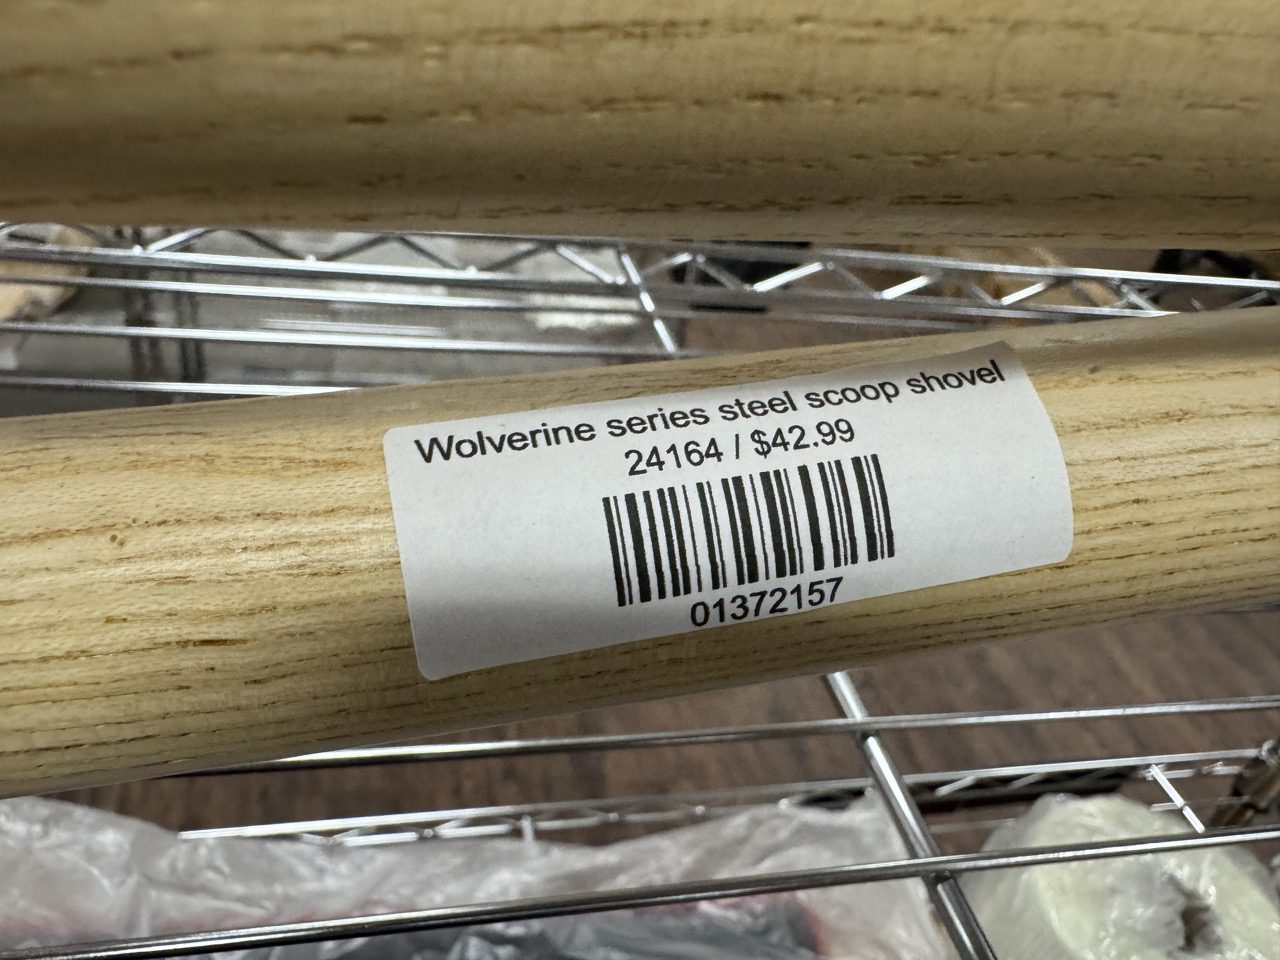 Wolverine series steel scoop shovel
24164 / $42.99
01372157